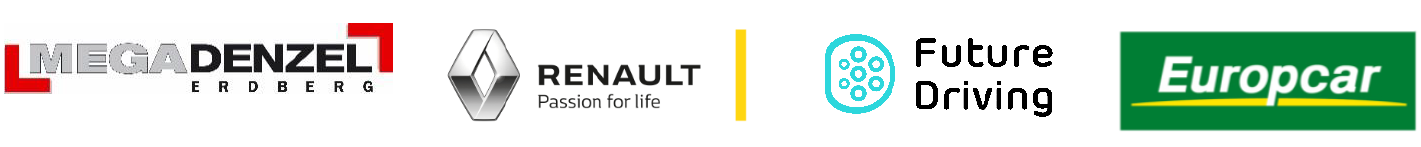 MEGADENZEL
ERDBERG
RENAULT
Passion for life
Future
Driving
Europcar